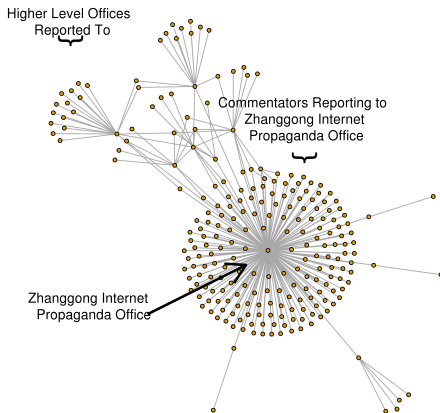 Higher Level Offices
Reported To
Commentators Reporting to
Zhanggong Internet
Propaganda Office
Zhanggong Internet
Propaganda Office